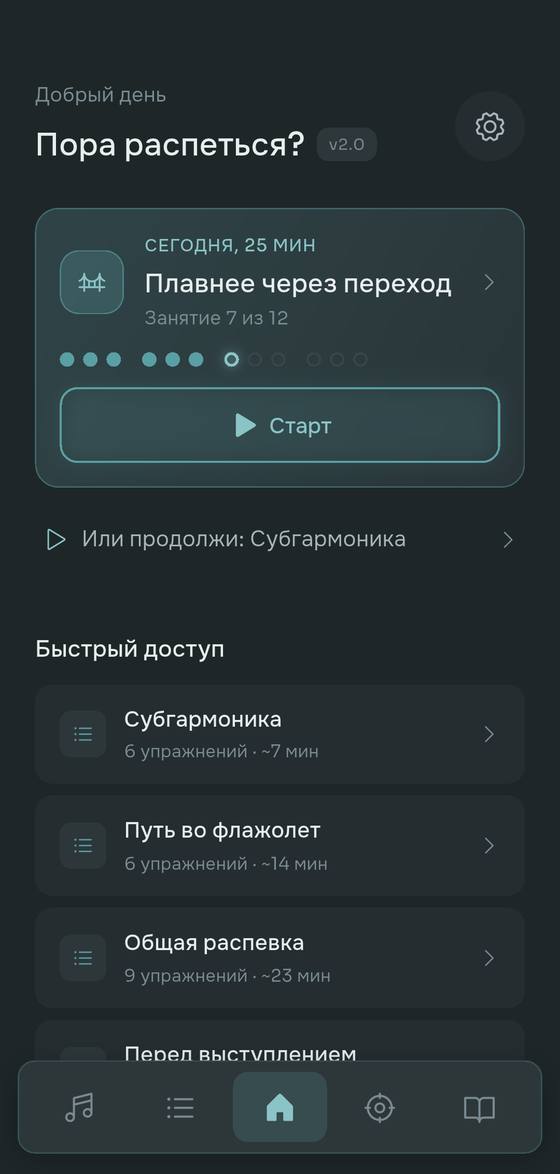 Добрый день
Пора распеться? v2.0
СЕГОДНЯ, 25 МИН
Плавнее через переход
Занятие 7 из 12
Старт
Или продолжи: Субгармоника
Быстрый доступ
Субгармоника
6 упражнений · ~7 мин
Путь во флажолет
6 упражнений · ~14 мин
Общая распевка
9 упражнений · ~23 мин
Перед выступлением